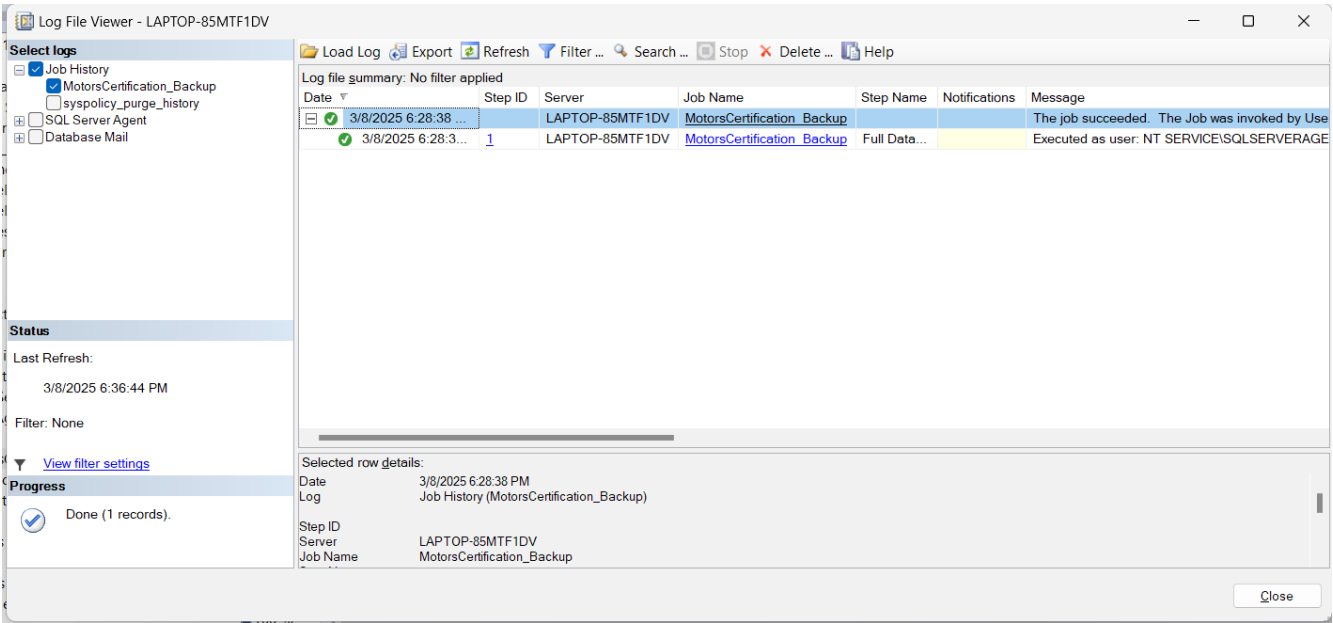 Log File Viewer - LAPTOP-85MTF1DV
Select logs
Job History
MotorsCertification_Backup
syspolicy_purge_history
SQL Server Agent
Database Mail
Status
Last Refresh:
3/8/2025 6:36:44 PM
Filter: None
View filter settings
Progress
Done (1 records).
Load Log Export Refresh Filter ... Search ... Stop Delete ... Help
Log file summary: No filter applied
Date Step ID Server Job Name Step Name Notifications Message
3/8/2025 6:28:38 ... LAPTOP-85MTF1DV MotorsCertification_Backup The job succeeded. The Job was invoked by Use
3/8/2025 6:28:3... 1 LAPTOP-85MTF1DV MotorsCertification_Backup Full Data... Executed as user: NT SERVICE\SQLSERVERAGE
Selected row details:
Date 3/8/2025 6:28:38 PM
Log Job History (MotorsCertification_Backup)
Step ID
Server LAPTOP-85MTF1DV
Job Name MotorsCertification_Backup
Close